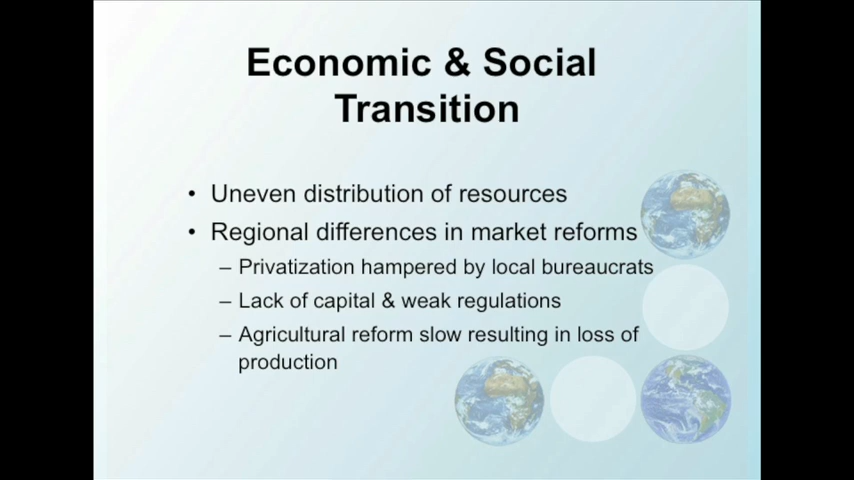 Economic & Social
Transition
• Uneven distribution of resources
• Regional differences in market reforms
– Privatization hampered by local bureaucrats
– Lack of capital & weak regulations
– Agricultural reform slow resulting in loss of
production